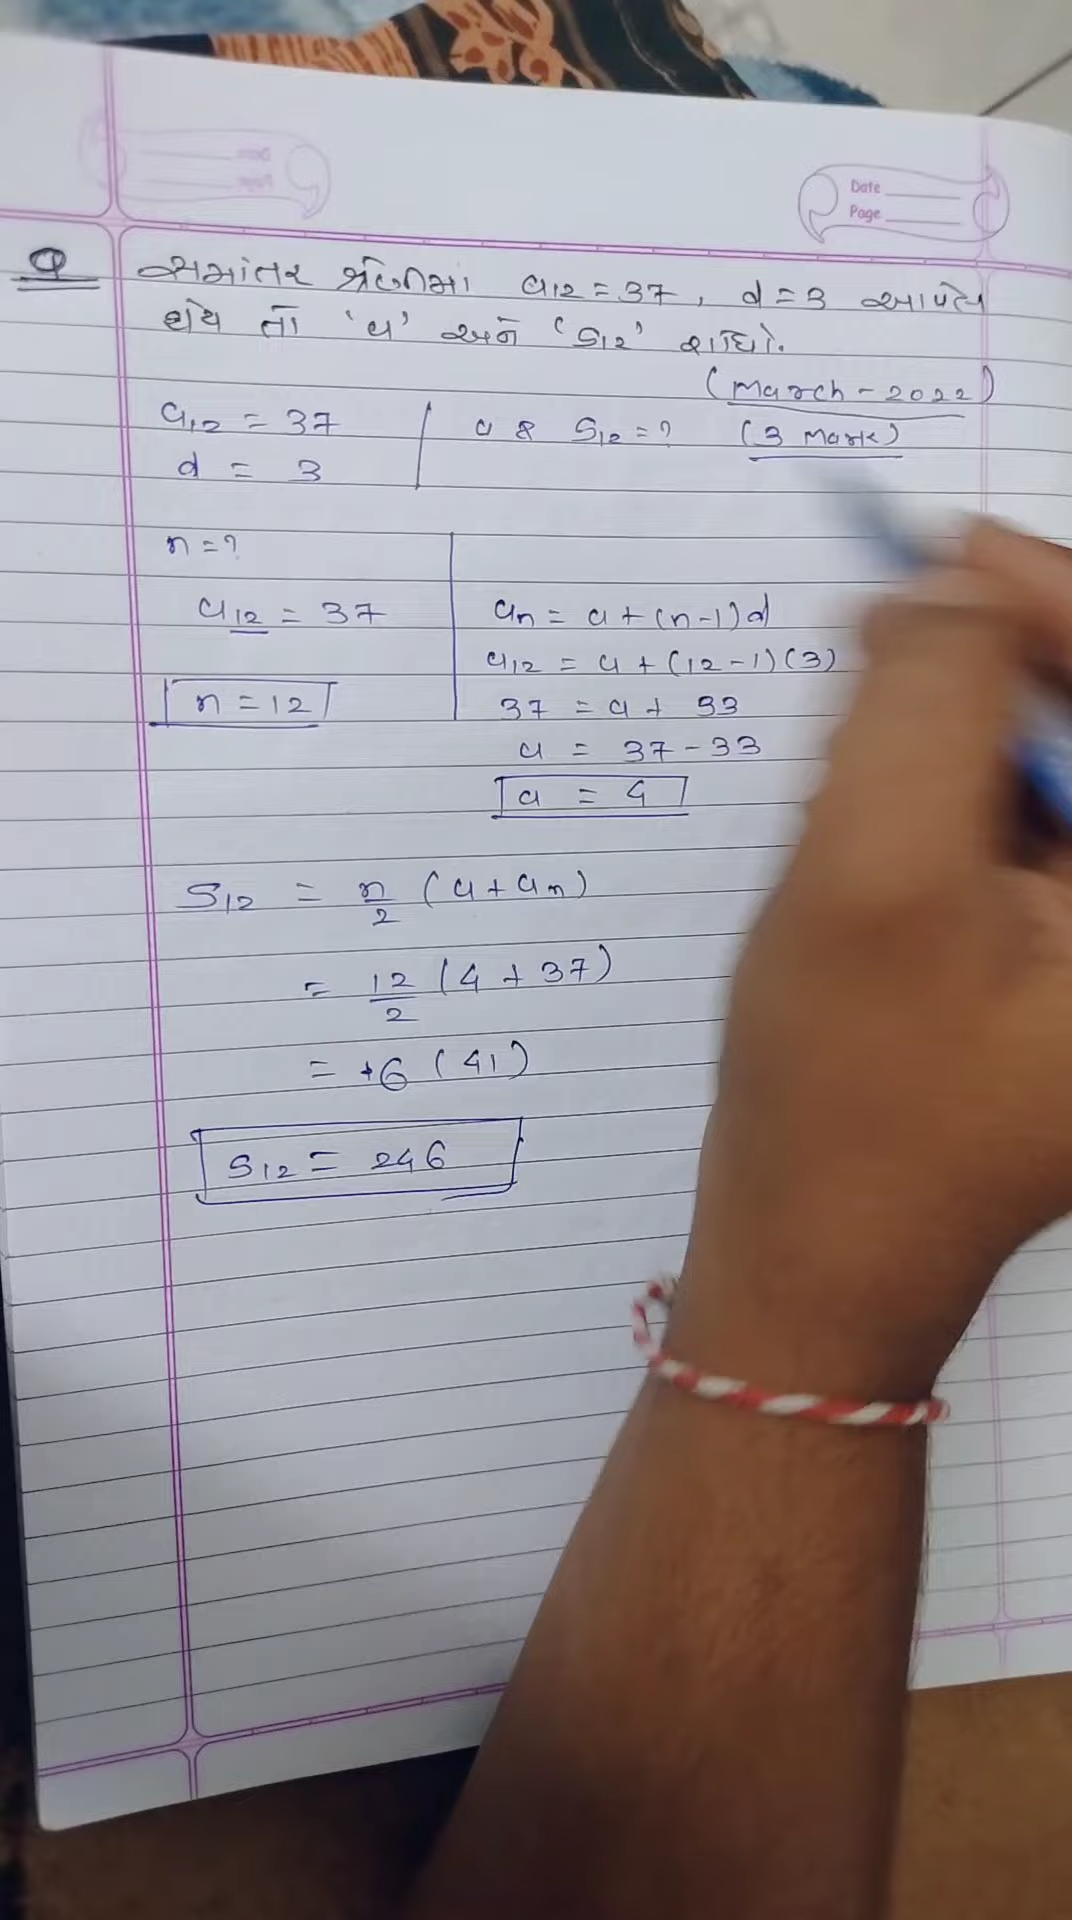 Date
Page
Q સમાંતર શ્રેણીમાં a12 = 37, d = 3 આપેલ
હોય તો 'a' અને 'S12' શોધો.
(March - 2022)
a12 = 37 a & S12 = ? (3 Mark)
d = 3
n = ?
a12 = 37 an = a + (n-1)d
a12 = a + (12-1)(3)
n = 12 37 = a + 33
a = 37 - 33
a = 4
S12 = n/2 (a + an)
= 12/2 (4 + 37)
= 6 (41)
S12 = 246